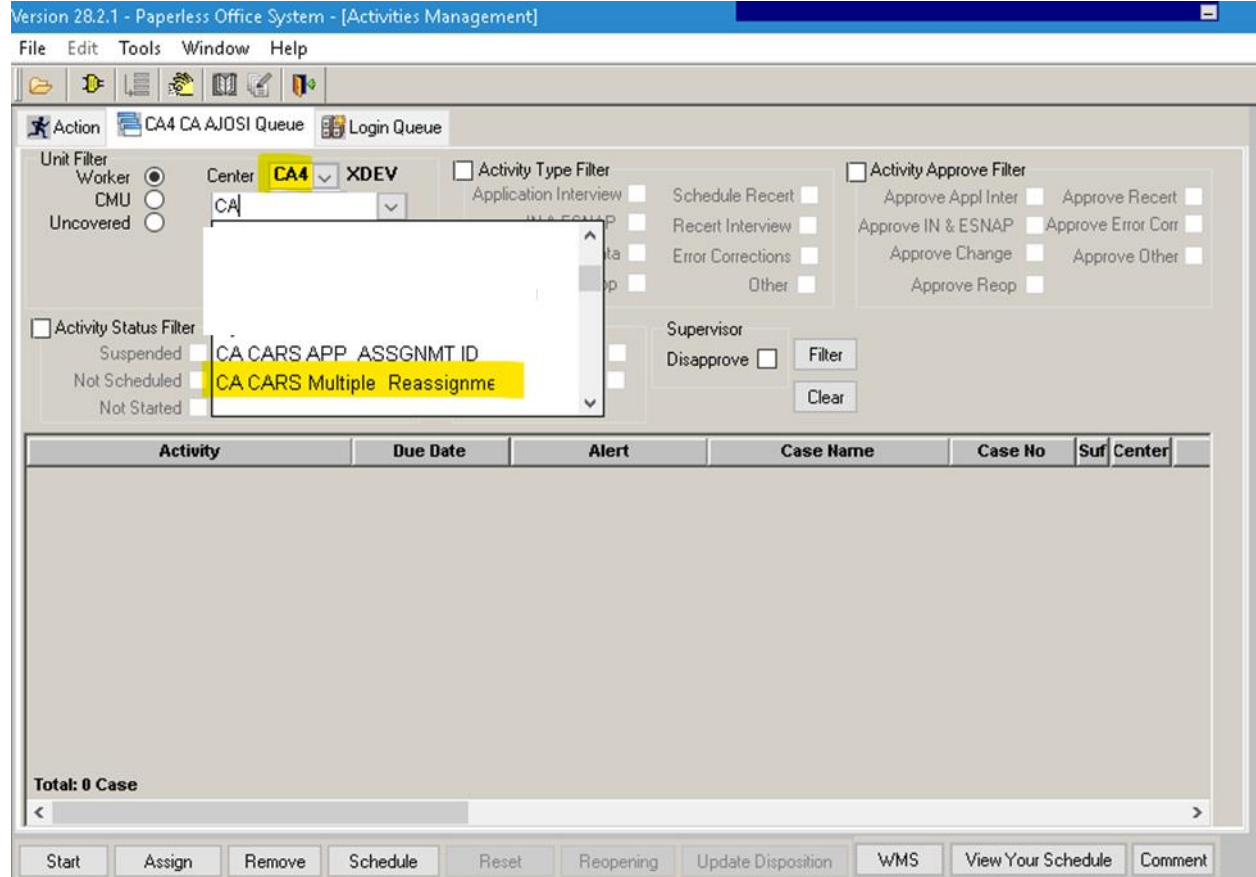 Version 28.2.1 - Paperless Office System - [Activities Management]
File Edit Tools Window Help
Action CA4 CA AJOSI Queue Login Queue
Unit Filter
Worker Center CA4 XDEV
CMU CA
Uncovered
Activity Type Filter
Application Interview Schedule Recert
Recert Interview
Error Corrections
Other
Activity Approve Filter
Approve Appl Inter Approve Recert
Approve IN & ESNAP Approve Error Corr
Approve Change Approve Other
Approve Reop
Activity Status Filter
Suspended
Not Scheduled
Not Started
CA CARS APP ASSGNMT ID
CA CARS Multiple Reassignme
Supervisor
Disapprove Filter
Clear
Activity Due Date Alert Case Name Case No Suf Center
Total: 0 Case
Start Assign Remove Schedule Reset Reopening Update Disposition WMS View Your Schedule Comment